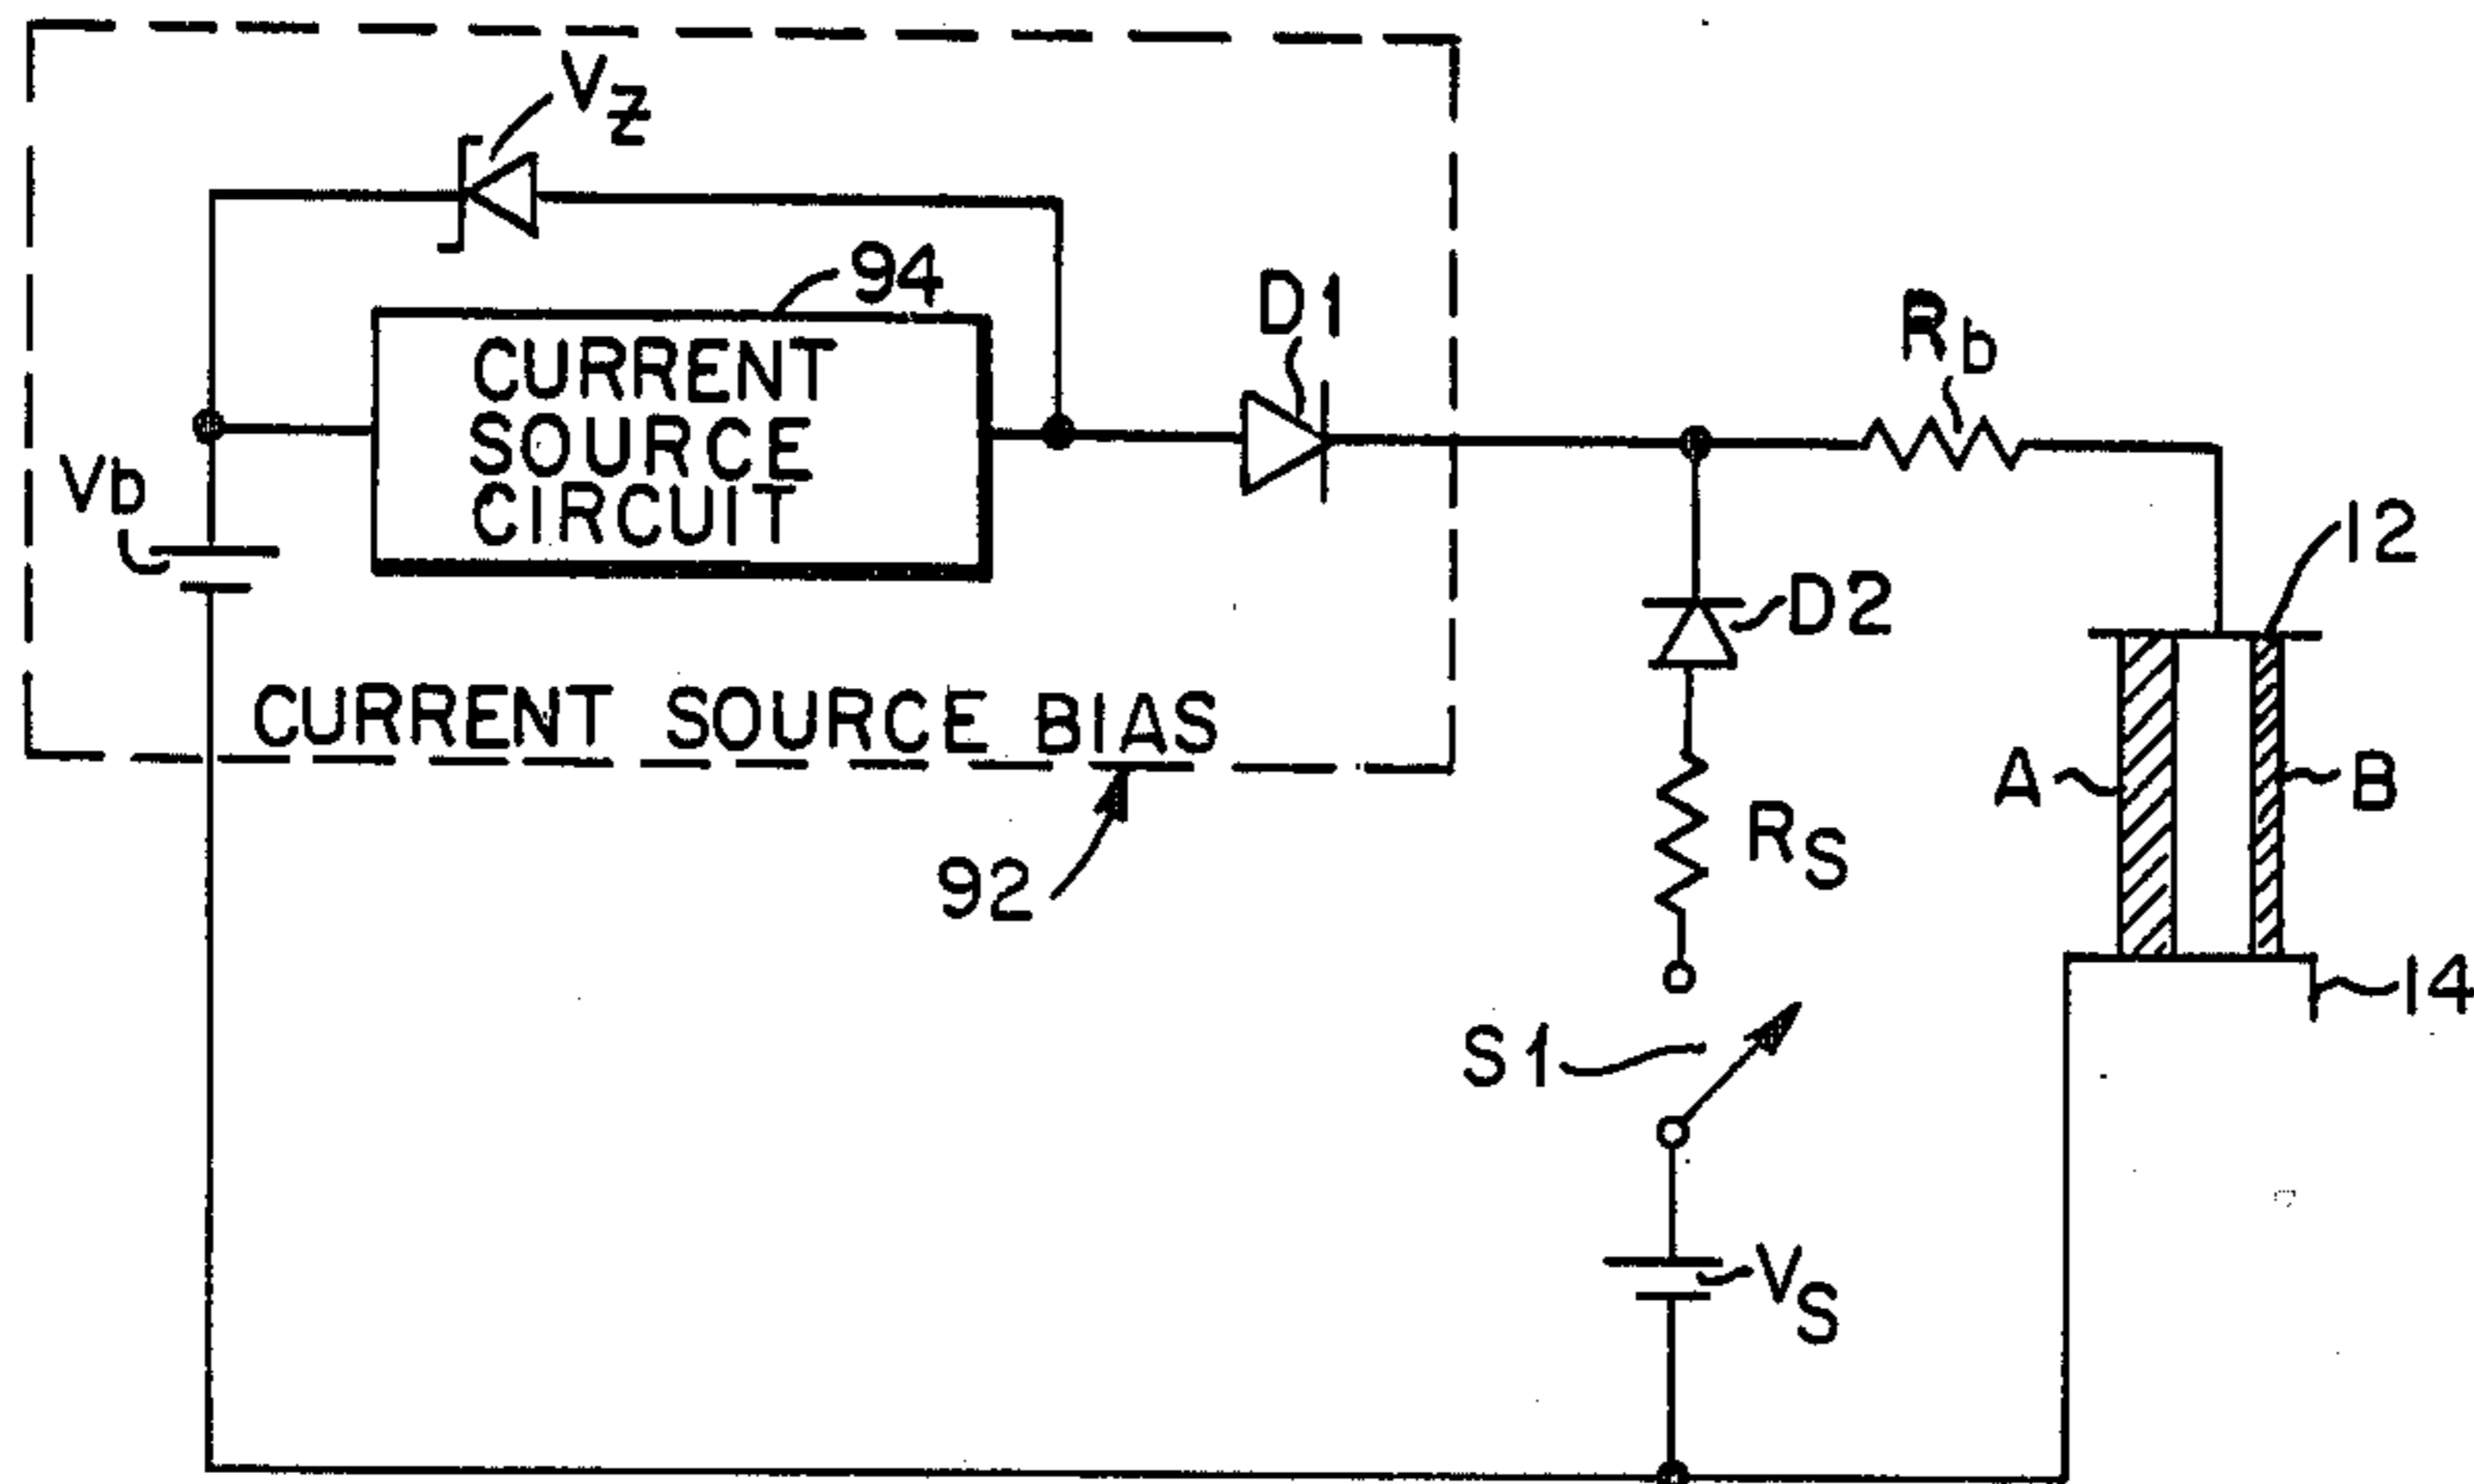 VZ
94
CURRENT
SOURCE
CIRCUIT
D1
Rb
Vb
12
D2
CURRENT SOURCE BIAS
A
B
RS
92
14
S1
VS